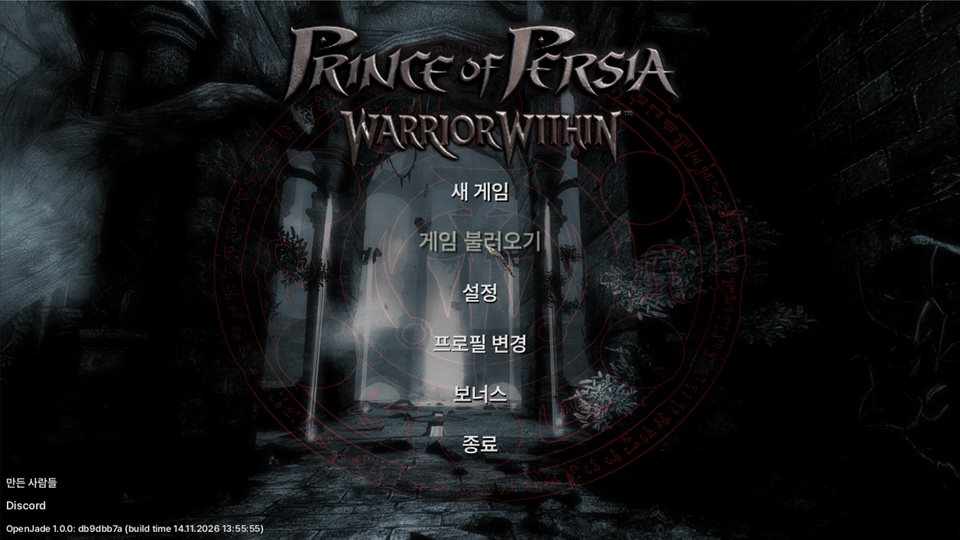 PRINCE OF PERSIA
WARRIOR WITHIN™
새 게임
게임 불러오기
설정
프로필 변경
보너스
종료
만든 사람들
Discord
OpenJade 1.0.0: db9dbb7a (build time 14.11.2026 13:55:55)